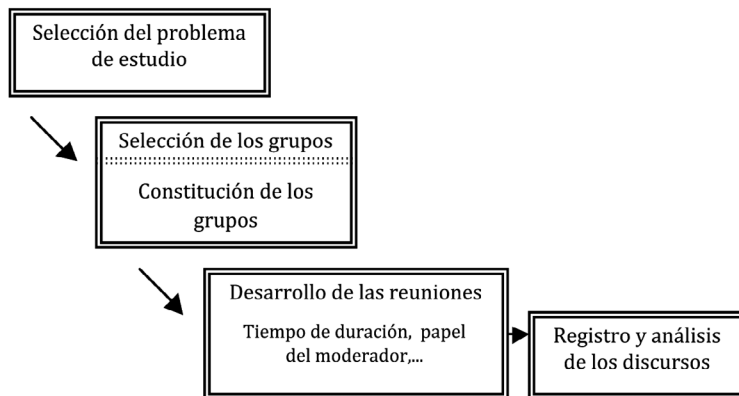 Selección del problema
de estudio
Selección de los grupos
Constitución de los
grupos
Desarrollo de las reuniones
Tiempo de duración, papel
del moderador,...
Registro y análisis
de los discursos